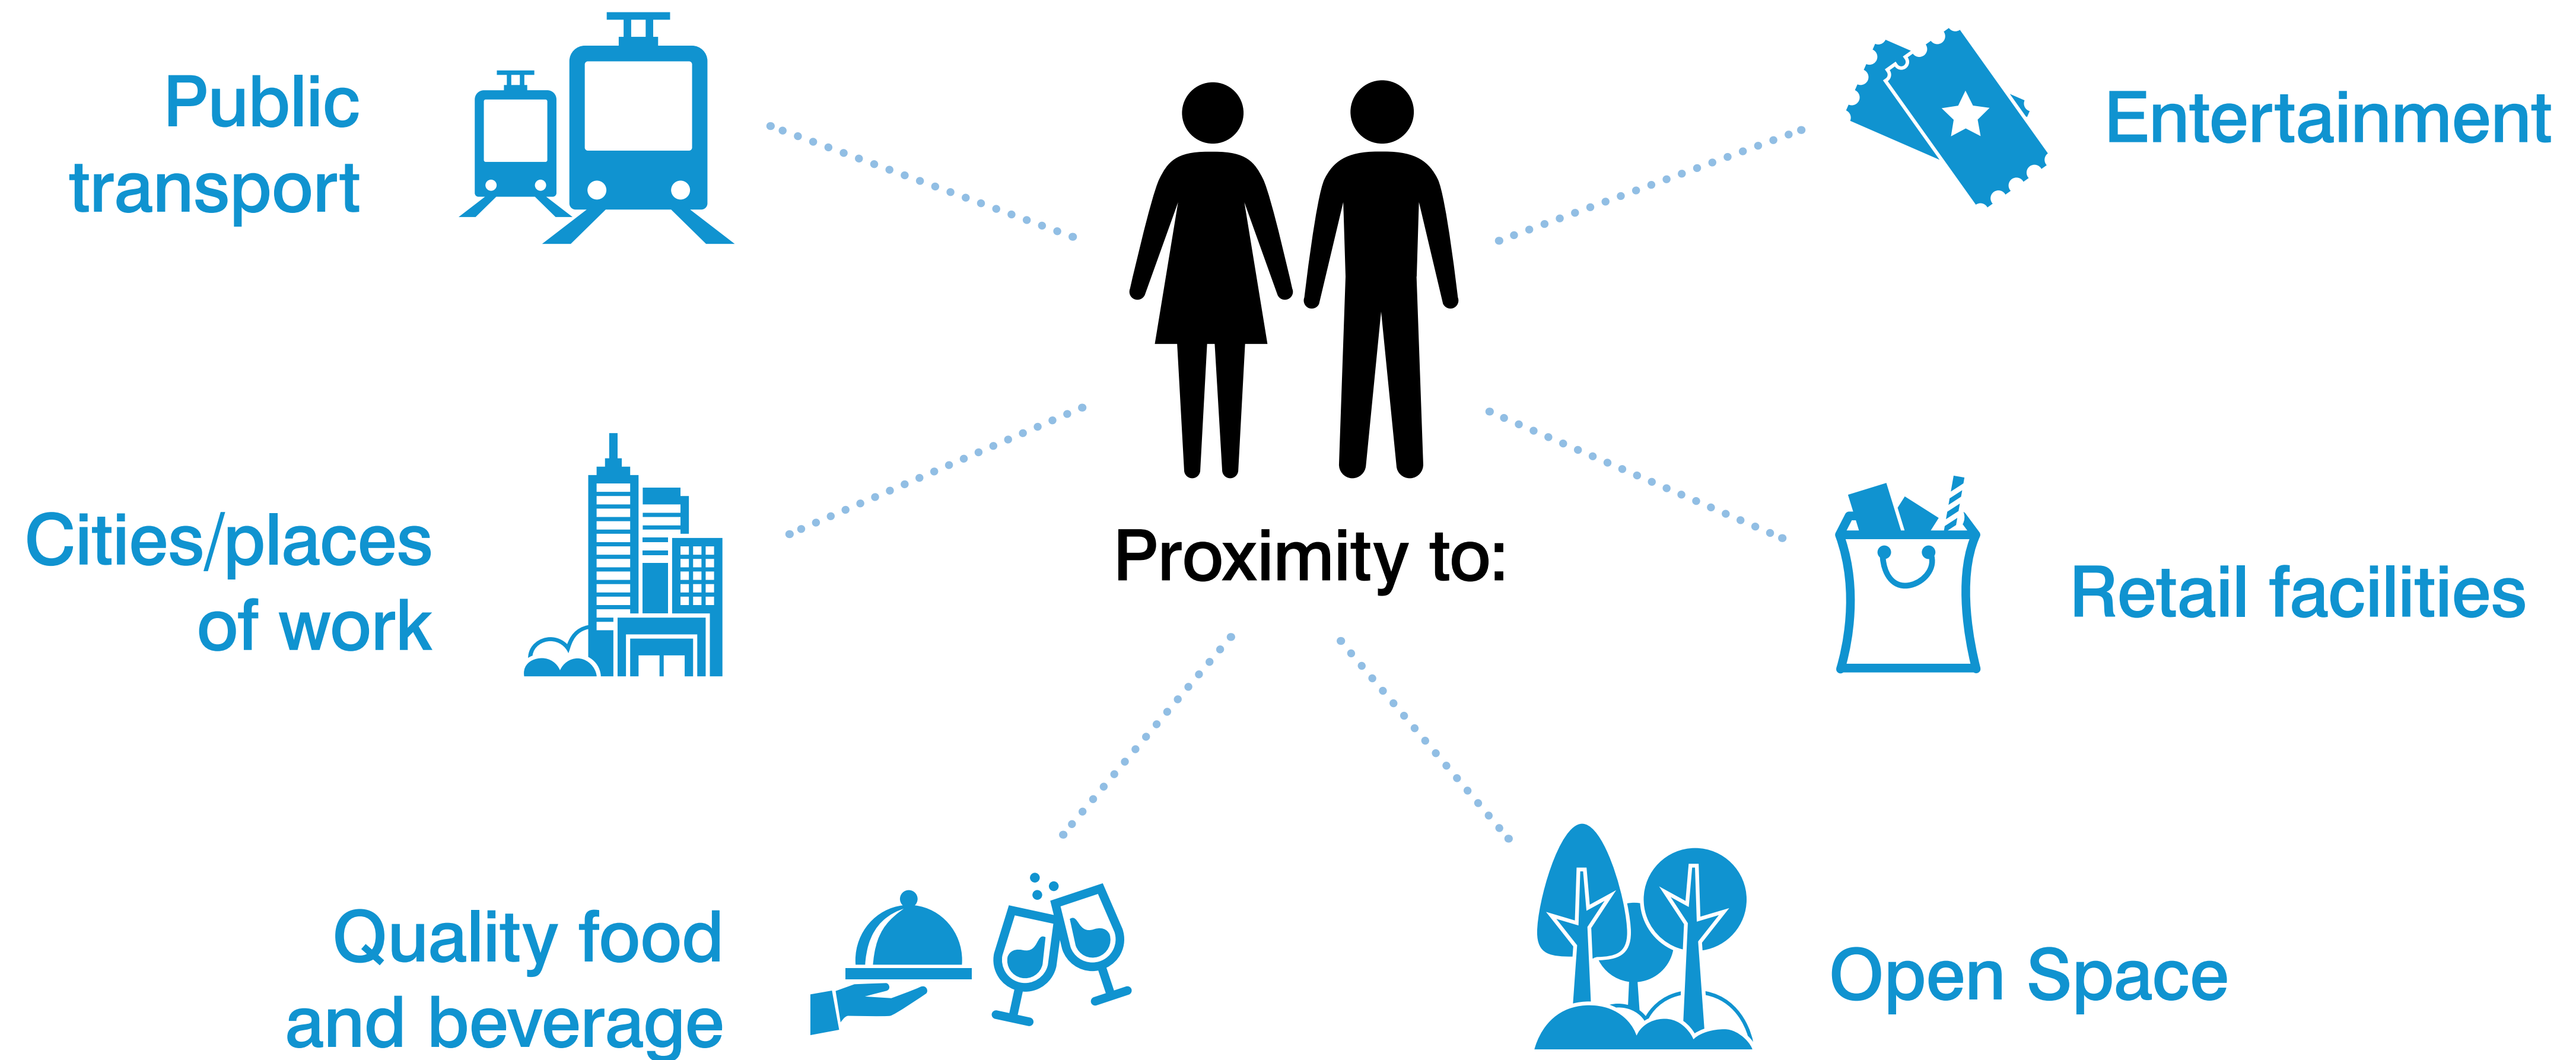 Public
transport
Entertainment
Cities/places
of work
Proximity to:
Retail facilities
Quality food
and beverage
Open Space